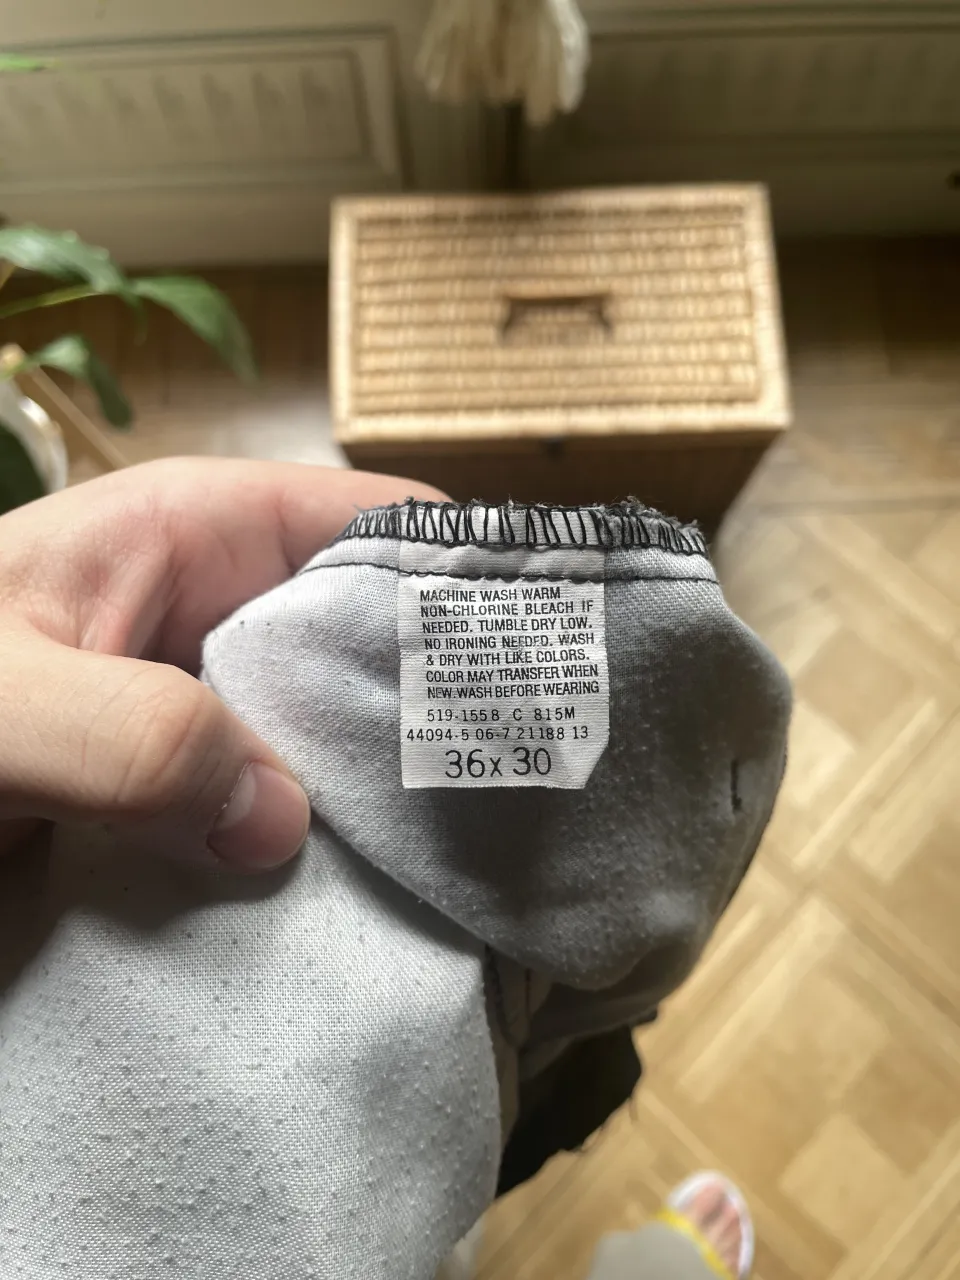 MACHINE WASH WARM
NON-CHLORINE BLEACH IF
NEEDED. TUMBLE DRY LOW.
NO IRONING NEEDED. WASH
& DRY WITH LIKE COLORS.
COLOR MAY TRANSFER WHEN
NEW.WASH BEFORE WEARING
519-1558 C 815M
44094-5 06-7 21188 13
36x30